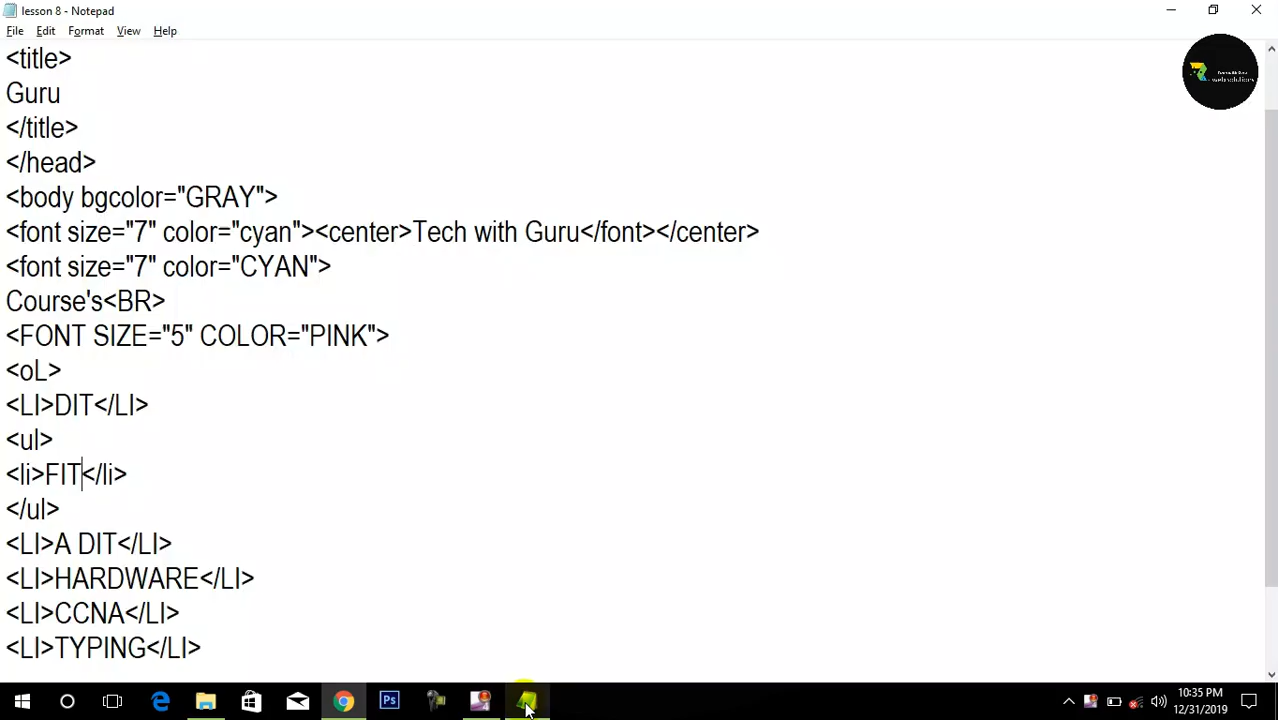 lesson 8 - Notepad
File Edit Format View Help
<title>
Guru
</title>
</head>
<body bgcolor="GRAY">
<font size="7" color="cyan"><center>Tech with Guru</font></center>
<font size="7" color="CYAN">
Course's<BR>
<FONT SIZE="5" COLOR="PINK">
<oL>
<LI>DIT</LI>
<ul>
<li>FIT</li>
</ul>
<LI>A DIT</LI>
<LI>HARDWARE</LI>
<LI>CCNA</LI>
<LI>TYPING</LI>
Ps
10:35 PM
12/31/2019